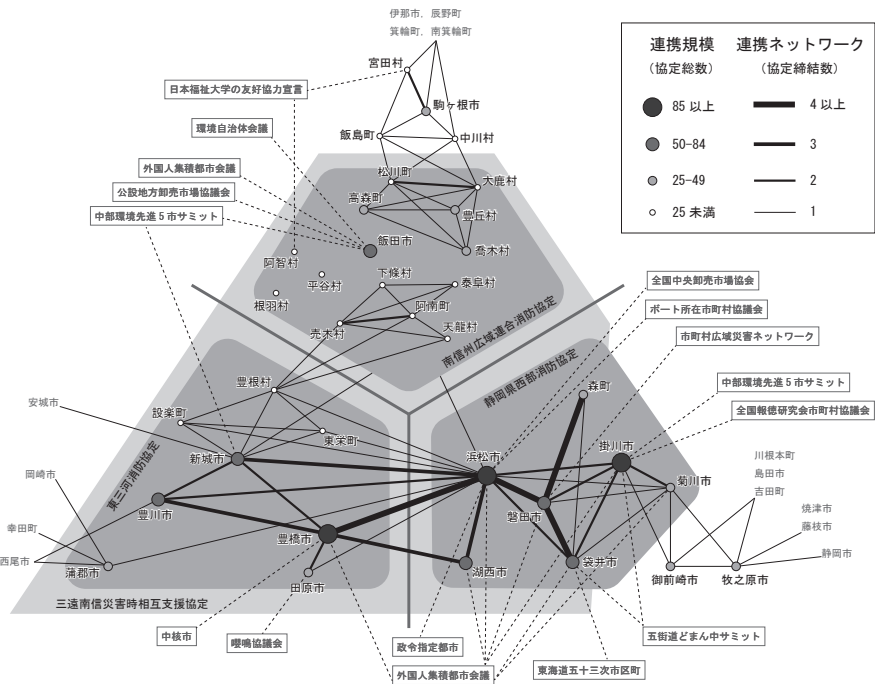 伊那市，辰野町
箕輪町，南箕輪町
宮田村
日本福祉大学の友好協力宣言
駒ヶ根市
環境自治体会議
飯島町
中川村
外国人集積都市会議
松川町
大鹿村
公設地方卸売市場協議会
高森町
豊丘村
中部環境先進５市サミット
飯田市
喬木村
阿智村
平谷村
下條村
泰阜村
根羽村
阿南町
売木村
天龍村
南信州広域連合消防協定
連携規模
連携ネットワーク
（協定総数）
（協定締結数）
85 以上
4 以上
50-84
3
25-49
2
25 未満
1
全国中央卸売市場協会
ボート所在市町村協議会
市町村広域災害ネットワーク
静岡県西部消防協定
中部環境先進５市サミット
全国報徳研究会市町村協議会
豊根村
安城市
設楽町
東栄町
森町
新城市
浜松市
掛川市
岡崎市
東三河消防協定
菊川市
川根本町
島田市
吉田町
豊川市
磐田市
焼津市
藤枝市
幸田町
豊橋市
静岡市
西尾市
蒲郡市
田原市
湖西市
袋井市
御前崎市
牧之原市
三遠南信災害時相互支援協定
中核市
嚶鳴協議会
政令指定都市
五街道どまん中サミット
外国人集積都市会議
東海道五十三次市区町